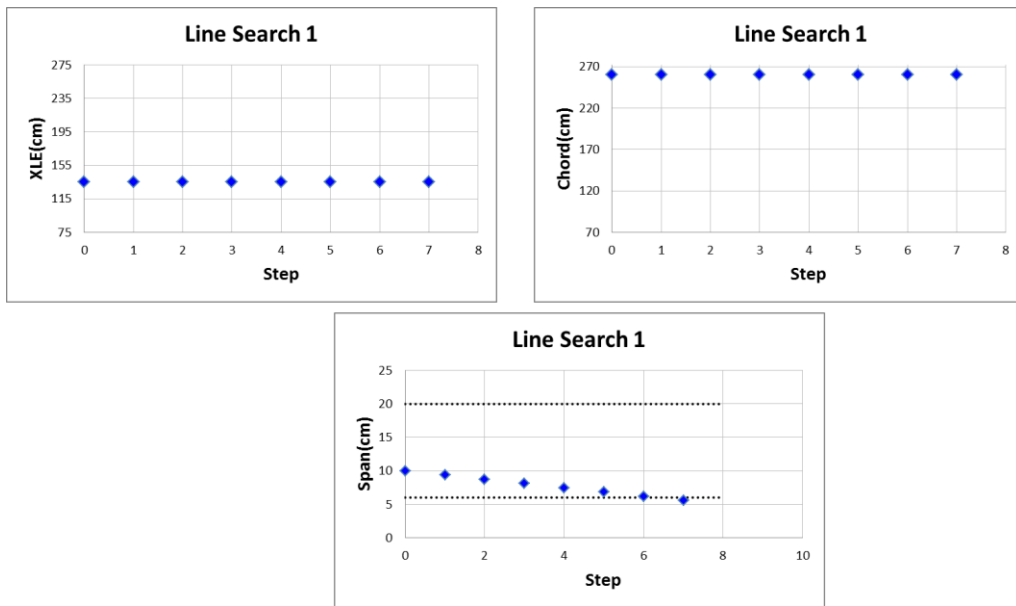 Line Search 1
275
235
195
155
115
75
XLE(cm)
0 1 2 3 4 5 6 7 8
Step
Line Search 1
270
220
170
120
70
Chord(cm)
0 1 2 3 4 5 6 7 8
Step
Line Search 1
25
20
15
10
5
0
Span(cm)
0 2 4 6 8 10
Step